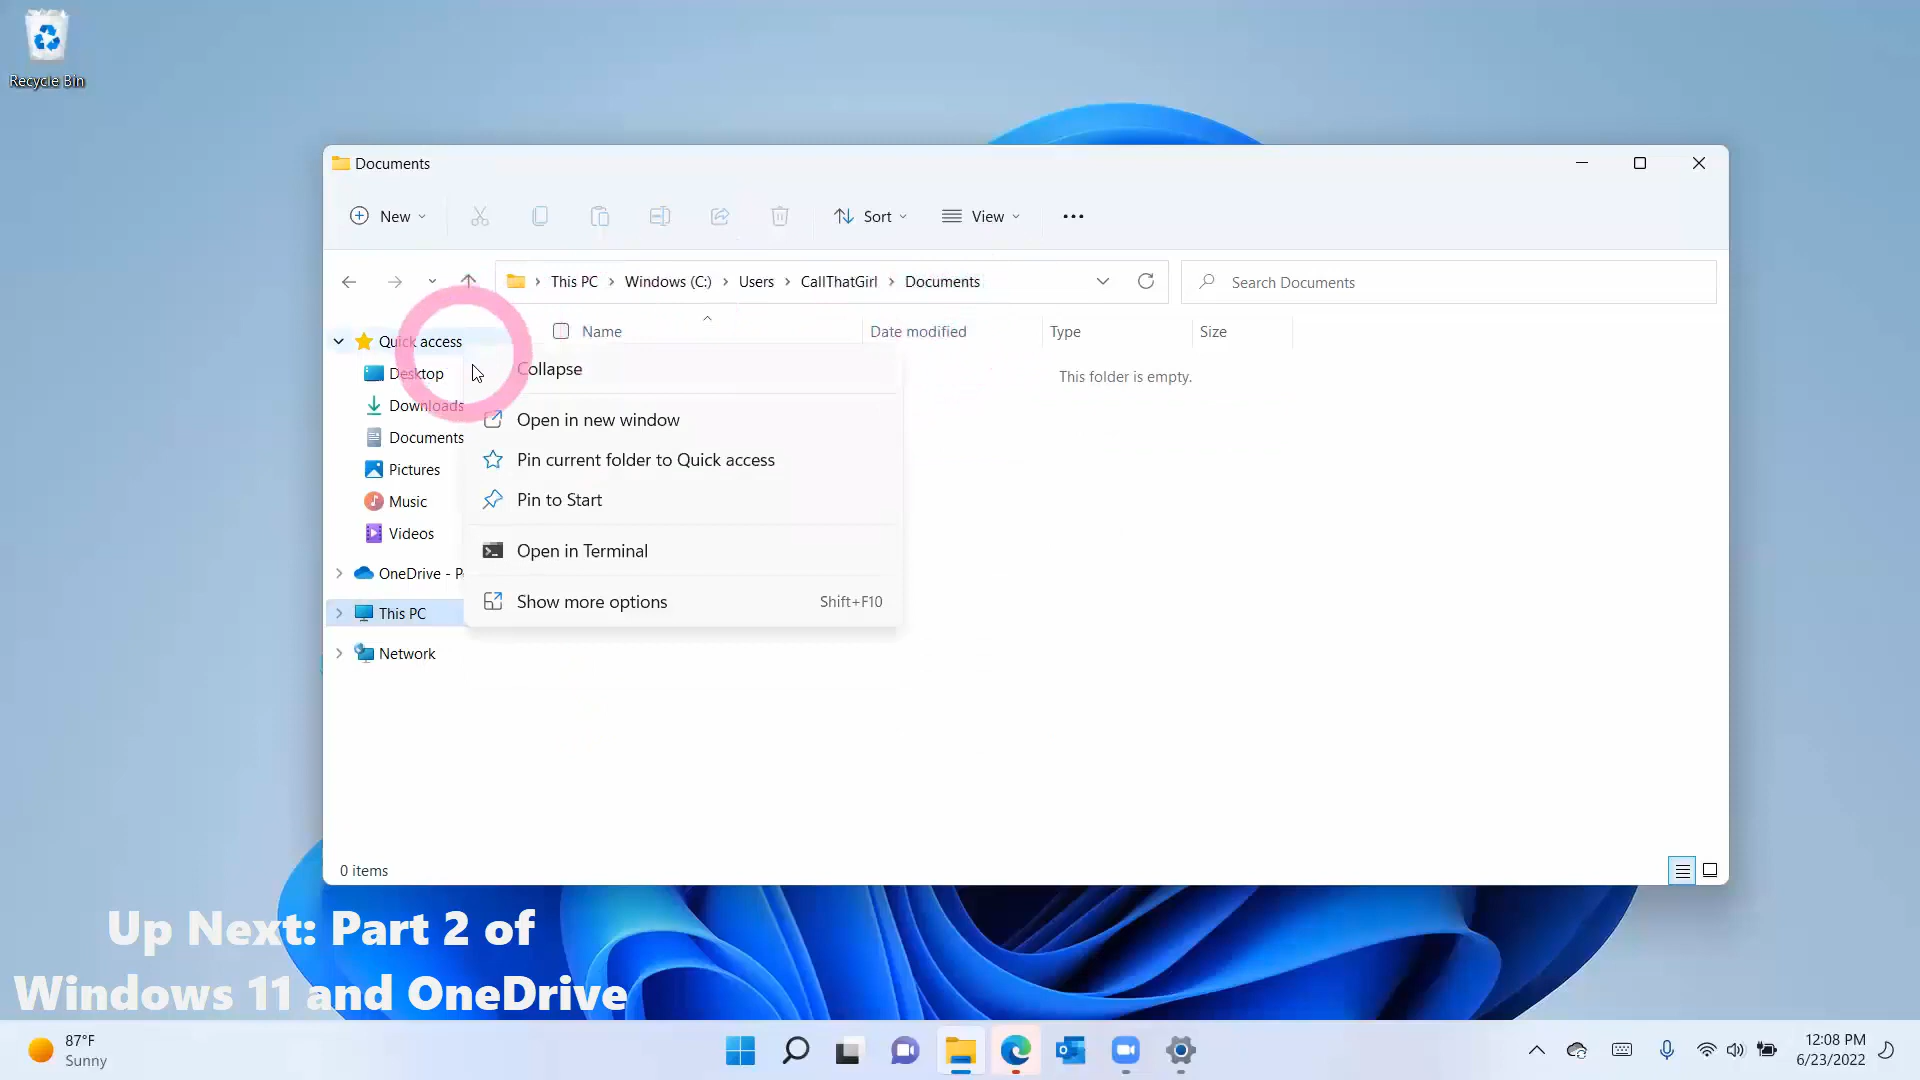 Recycle Bin
Documents
New
Sort
View
This PC
Windows (C:)
Users
CallThatGirl
Documents
Search Documents
Quick access
Desktop
Downloads
Documents
Pictures
Music
Videos
OneDrive - P
This PC
Network
Name
Date modified
Type
Size
This folder is empty.
Collapse
Open in new window
Pin current folder to Quick access
Pin to Start
Open in Terminal
Show more options Shift+F10
0 items
Up Next: Part 2 of
Windows 11 and OneDrive
87°F
Sunny
12:08 PM
6/23/2022